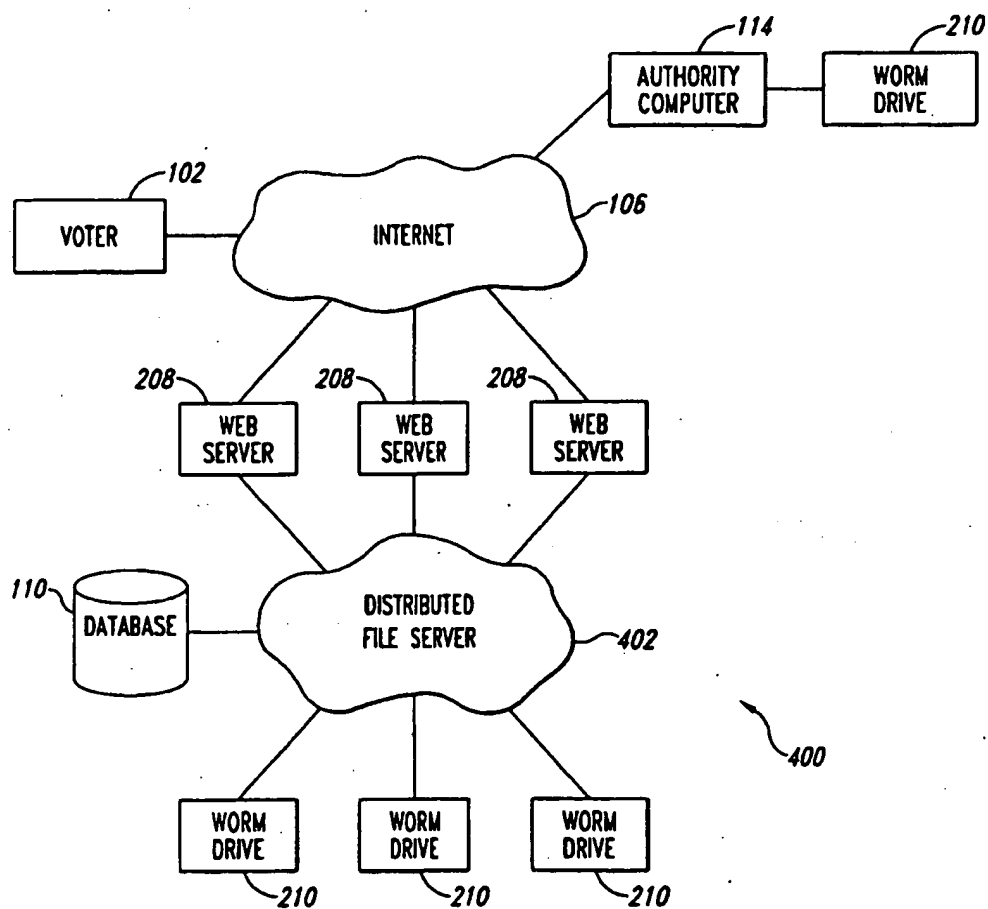 114
210
AUTHORITY
COMPUTER
WORM
DRIVE
102
106
VOTER
INTERNET
208
208
208
WEB
SERVER
WEB
SERVER
WEB
SERVER
110
DATABASE
DISTRIBUTED
FILE SERVER
402
400
WORM
DRIVE
WORM
DRIVE
WORM
DRIVE
210
210
210